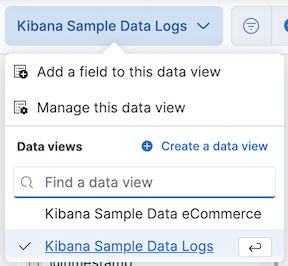 Kibana Sample Data Logs
Add a field to this data view
Manage this data view
Data views Create a data view
Find a data view
Kibana Sample Data eCommerce
Kibana Sample Data Logs